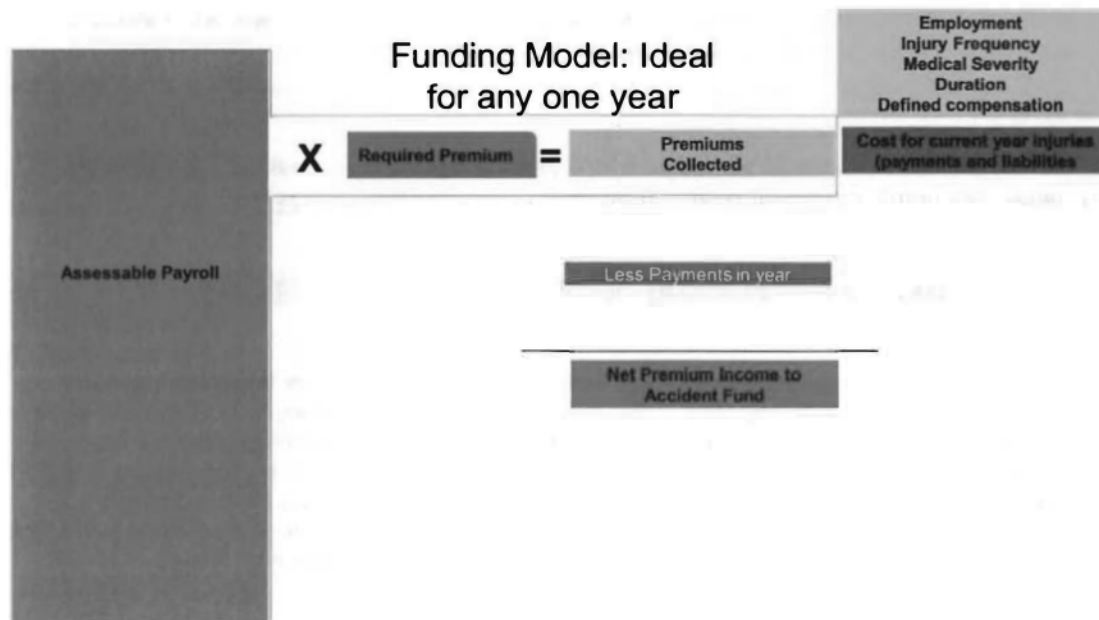 Funding Model: Ideal
for any one year
Employment
Injury Frequency
Medical Severity
Duration
Defined compensation
Assessable Payroll
X
Required Premium
=
Premiums
Collected
Cost for current year injuries
(payments and liabilities
Less Payments in year
Net Premium Income to
Accident Fund